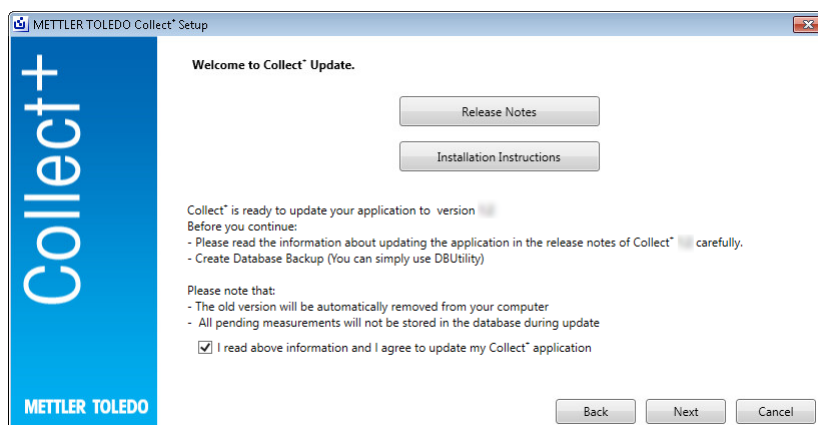 METTLER TOLEDO Collect⁺ Setup
Collect+
Welcome to Collect⁺ Update.
Release Notes
Installation Instructions
Collect⁺ is ready to update your application to version
Before you continue:
- Please read the information about updating the application in the release notes of Collect⁺ carefully.
- Create Database Backup (You can simply use DBUtility)
Please note that:
- The old version will be automatically removed from your computer
- All pending measurements will not be stored in the database during update
I read above information and I agree to update my Collect⁺ application
METTLER TOLEDO
Back
Next
Cancel